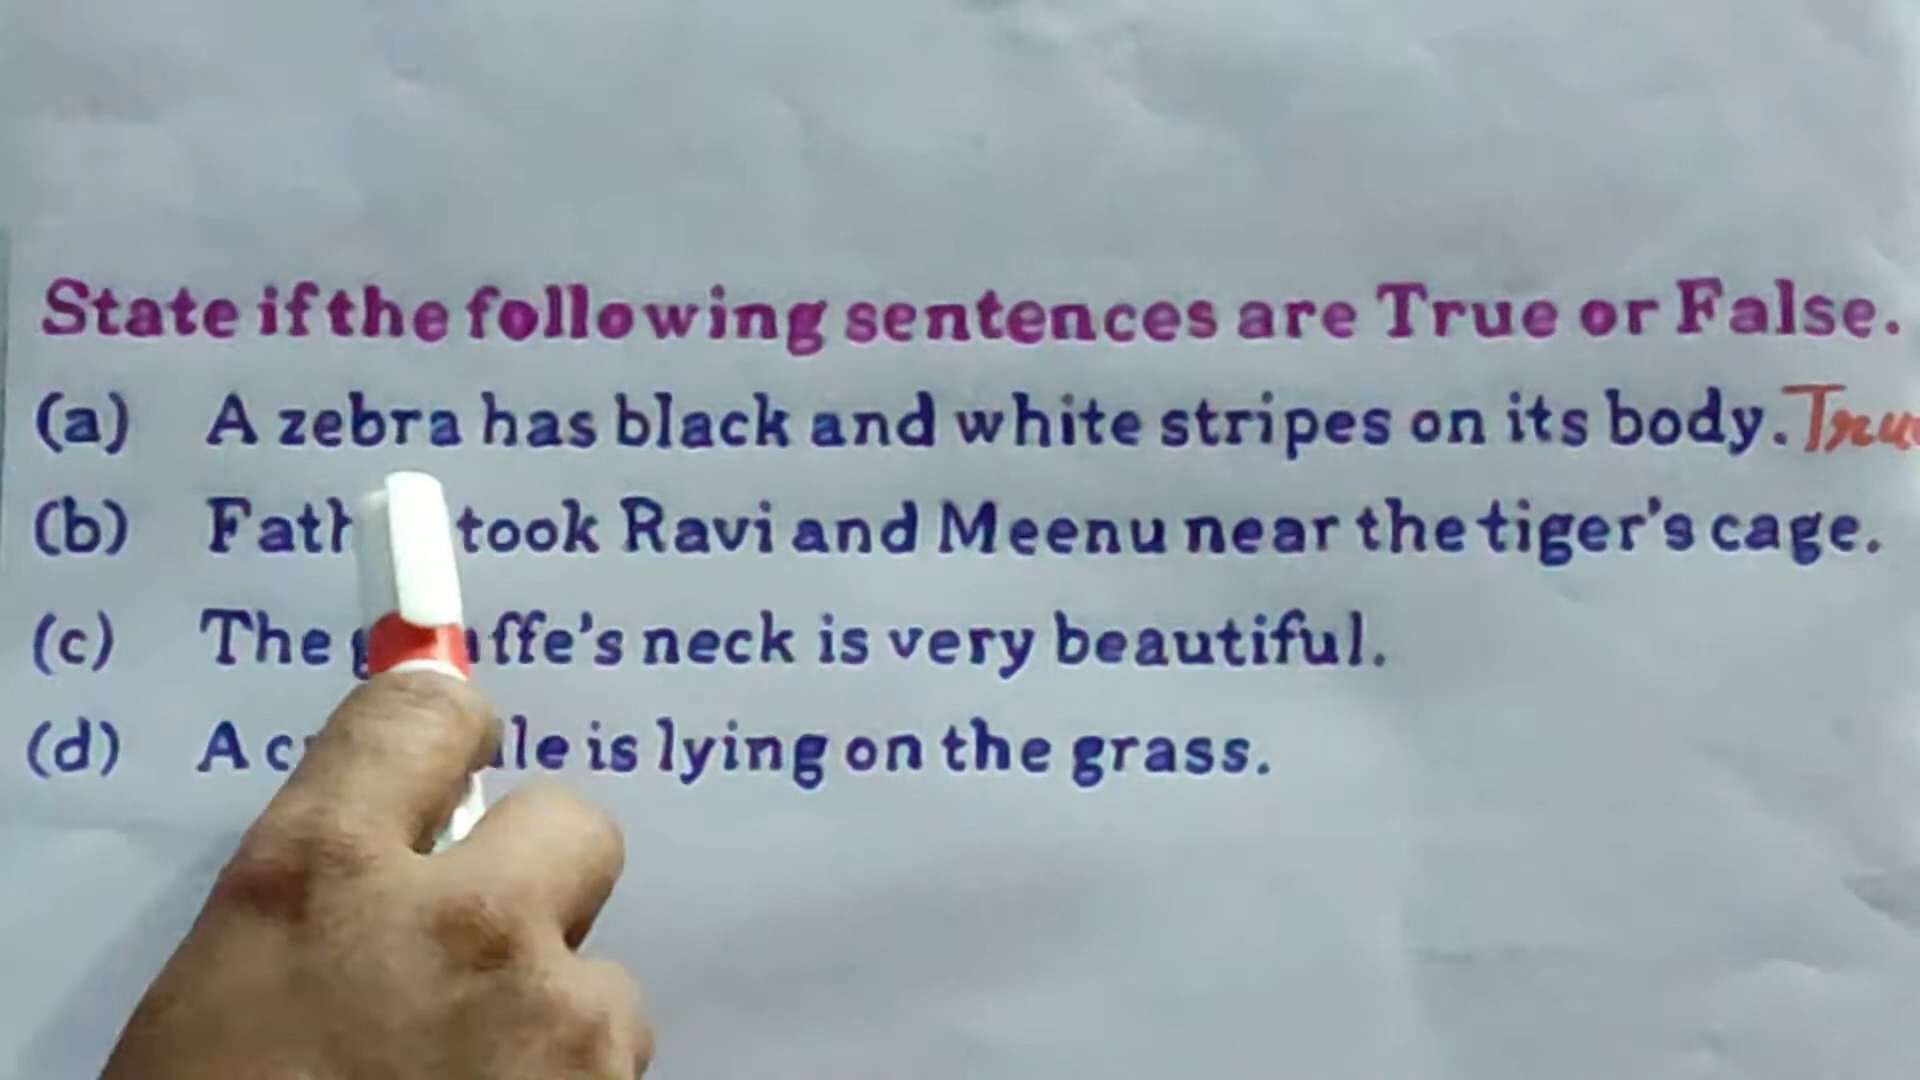 State if the following sentences are True or False.
(a) A zebra has black and white stripes on its body. True
(b) took Ravi and Meenu near the tiger's cage.
(c) The neck is very beautiful.
(d) A is lying on the grass.